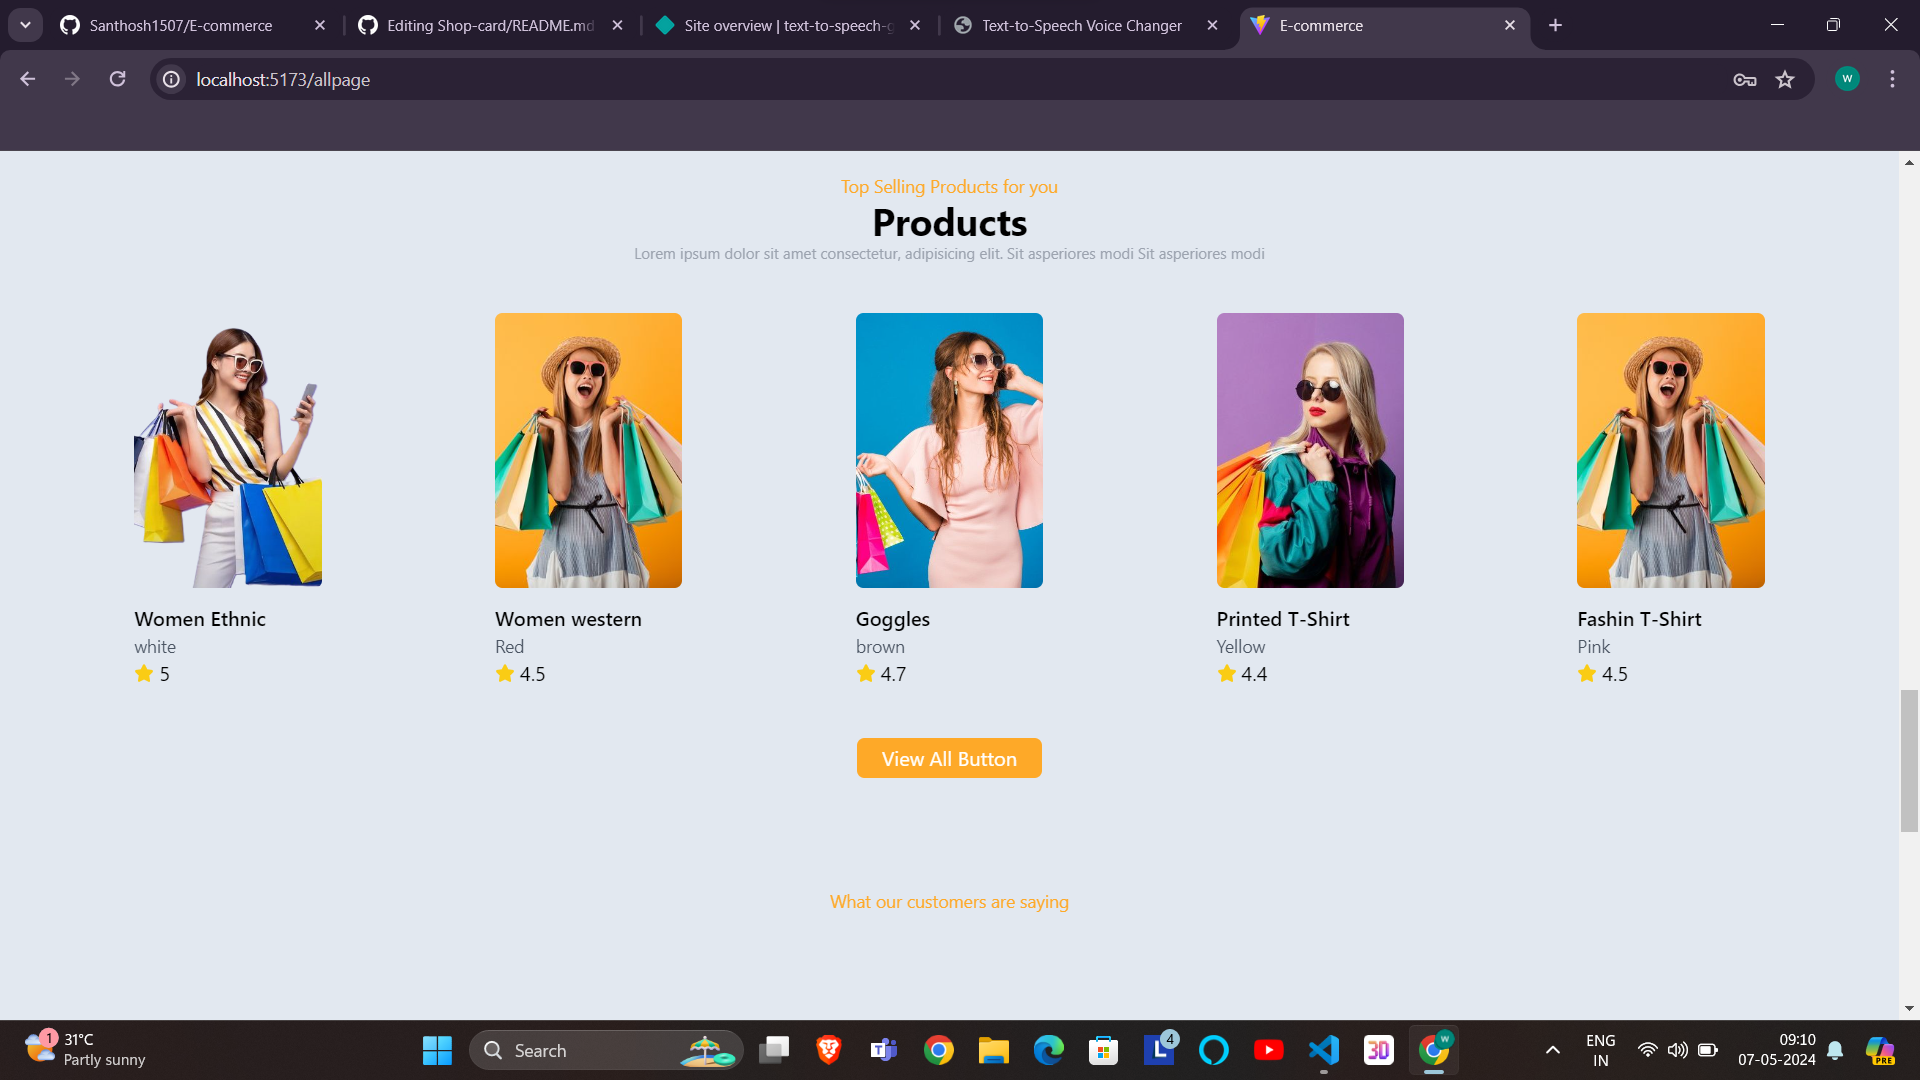 Santhosh1507/E-commerce
Editing Shop-card/README.md
Site overview | text-to-speech-g
Text-to-Speech Voice Changer
E-commerce
localhost:5173/allpage
W
Top Selling Products for you
Products
Lorem ipsum dolor sit amet consectetur, adipisicing elit. Sit asperiores modi Sit asperiores modi
Women Ethnic
white
5
Women western
Red
4.5
Goggles
brown
4.7
Printed T-Shirt
Yellow
4.4
Fashin T-Shirt
Pink
4.5
View All Button
What our customers are saying
1
31°C
Partly sunny
Search
L
4
3D
W
ENG
IN
09:10
07-05-2024
PRE